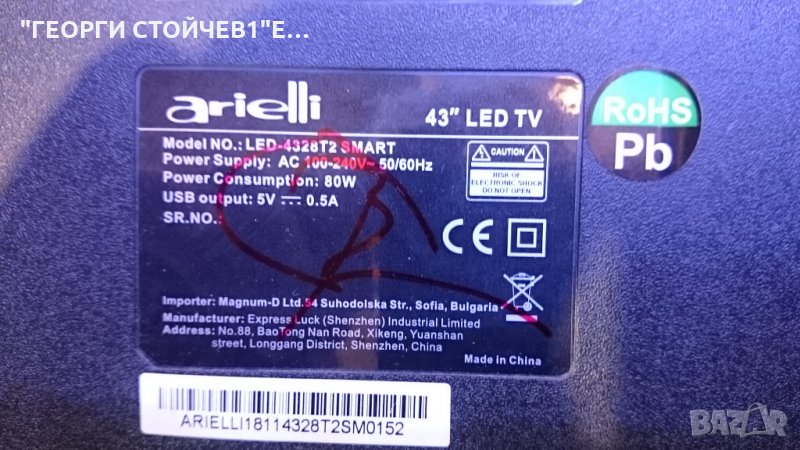 "ГЕОРГИ СТОЙЧЕВ1"Е...
arielli
43" LED TV
Model NO.: LED-4328T2 SMART
Power Supply: AC 100-240V~ 50/60Hz
Power Consumption: 80W
USB output: 5V 0.5A
SR.NO.:
CAUTION
RISK OF
ELECTRONIC SHOCK
DO NOT OPEN
CE
RoHS
Pb
Importer: Magnum-D Ltd.54 Suhodolska Str., Sofia, Bulgaria
Manufacturer: Express Luck (Shenzhen) Industrial Limited
Address: No.88, BaoTong Nan Road, Xikeng, Yuanshan
street, Longgang District, Shenzhen, China
Made in China
ARIELLI18114328T2SM0152
BAZAR